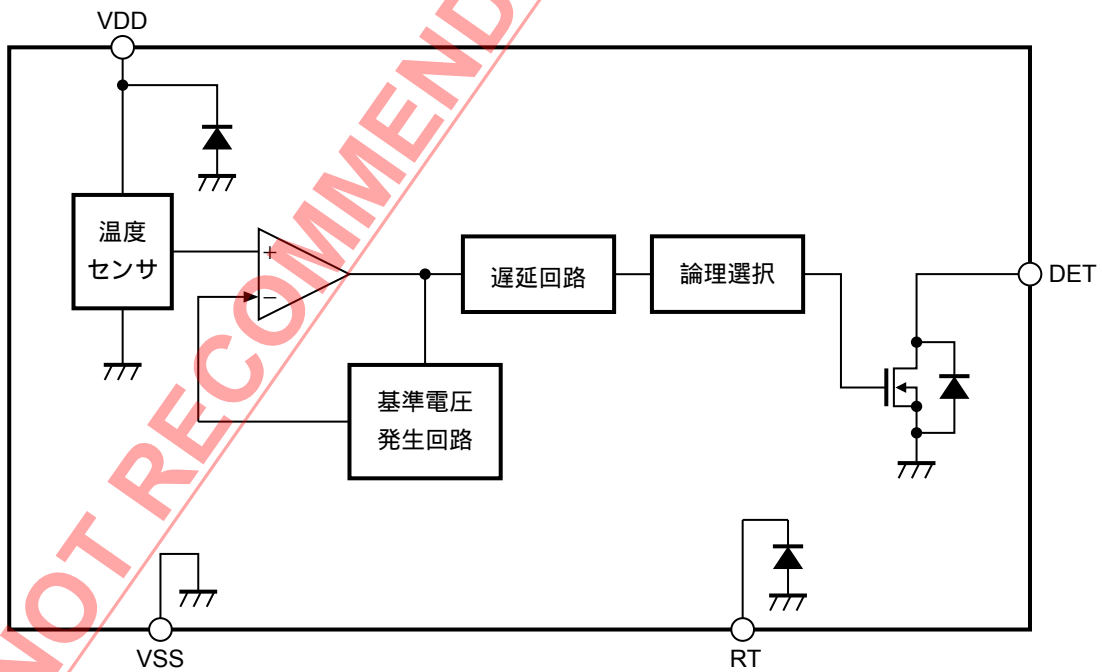 VDD
温度
センサ
+
−
遅延回路
論理選択
DET
基準電圧
発生回路
VSS
RT
NOT RECOMMEND